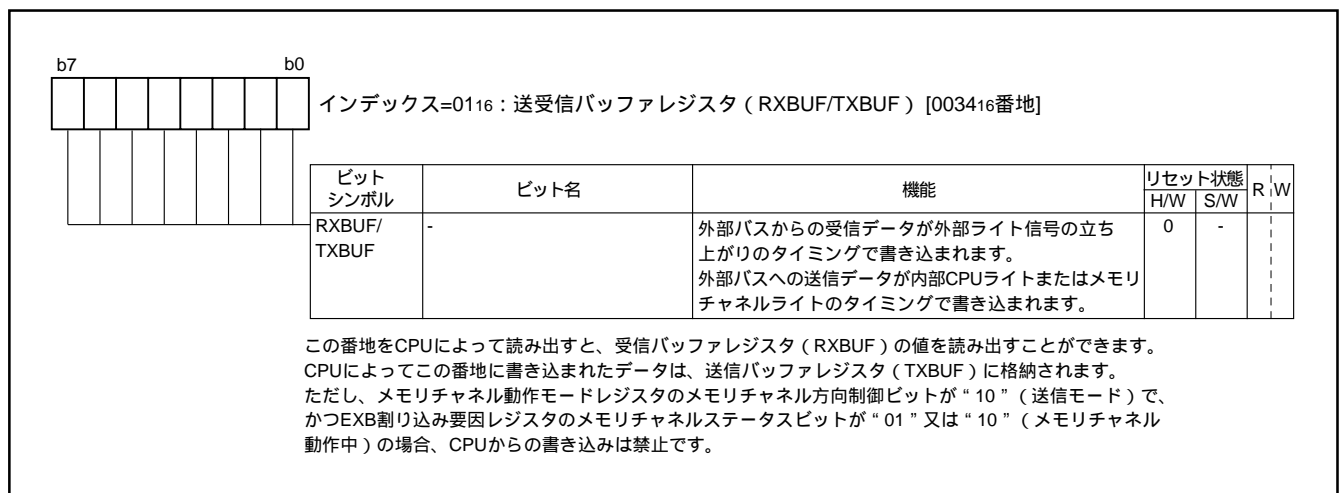 b7 b0
インデックス=0116：送受信バッファレジスタ（RXBUF/TXBUF）[003416番地]
ビット
シンボル
ビット名
機能
リセット状態
H/W S/W
R W
RXBUF/
TXBUF
-
外部バスからの受信データが外部ライト信号の立ち
上がりのタイミングで書き込まれます。
外部バスへの送信データが内部CPUライトまたはメモリ
チャネルライトのタイミングで書き込まれます。
0 -
この番地をCPUによって読み出すと、受信バッファレジスタ（RXBUF）の値を読み出すことができます。
CPUによってこの番地に書き込まれたデータは、送信バッファレジスタ（TXBUF）に格納されます。
ただし、メモリチャネル動作モードレジスタのメモリチャネル方向制御ビットが“10”（送信モード）で、
かつEXB割り込み要因レジスタのメモリチャネルステータスビットが“01”又は“10”（メモリチャネル
動作中）の場合、CPUからの書き込みは禁止です。